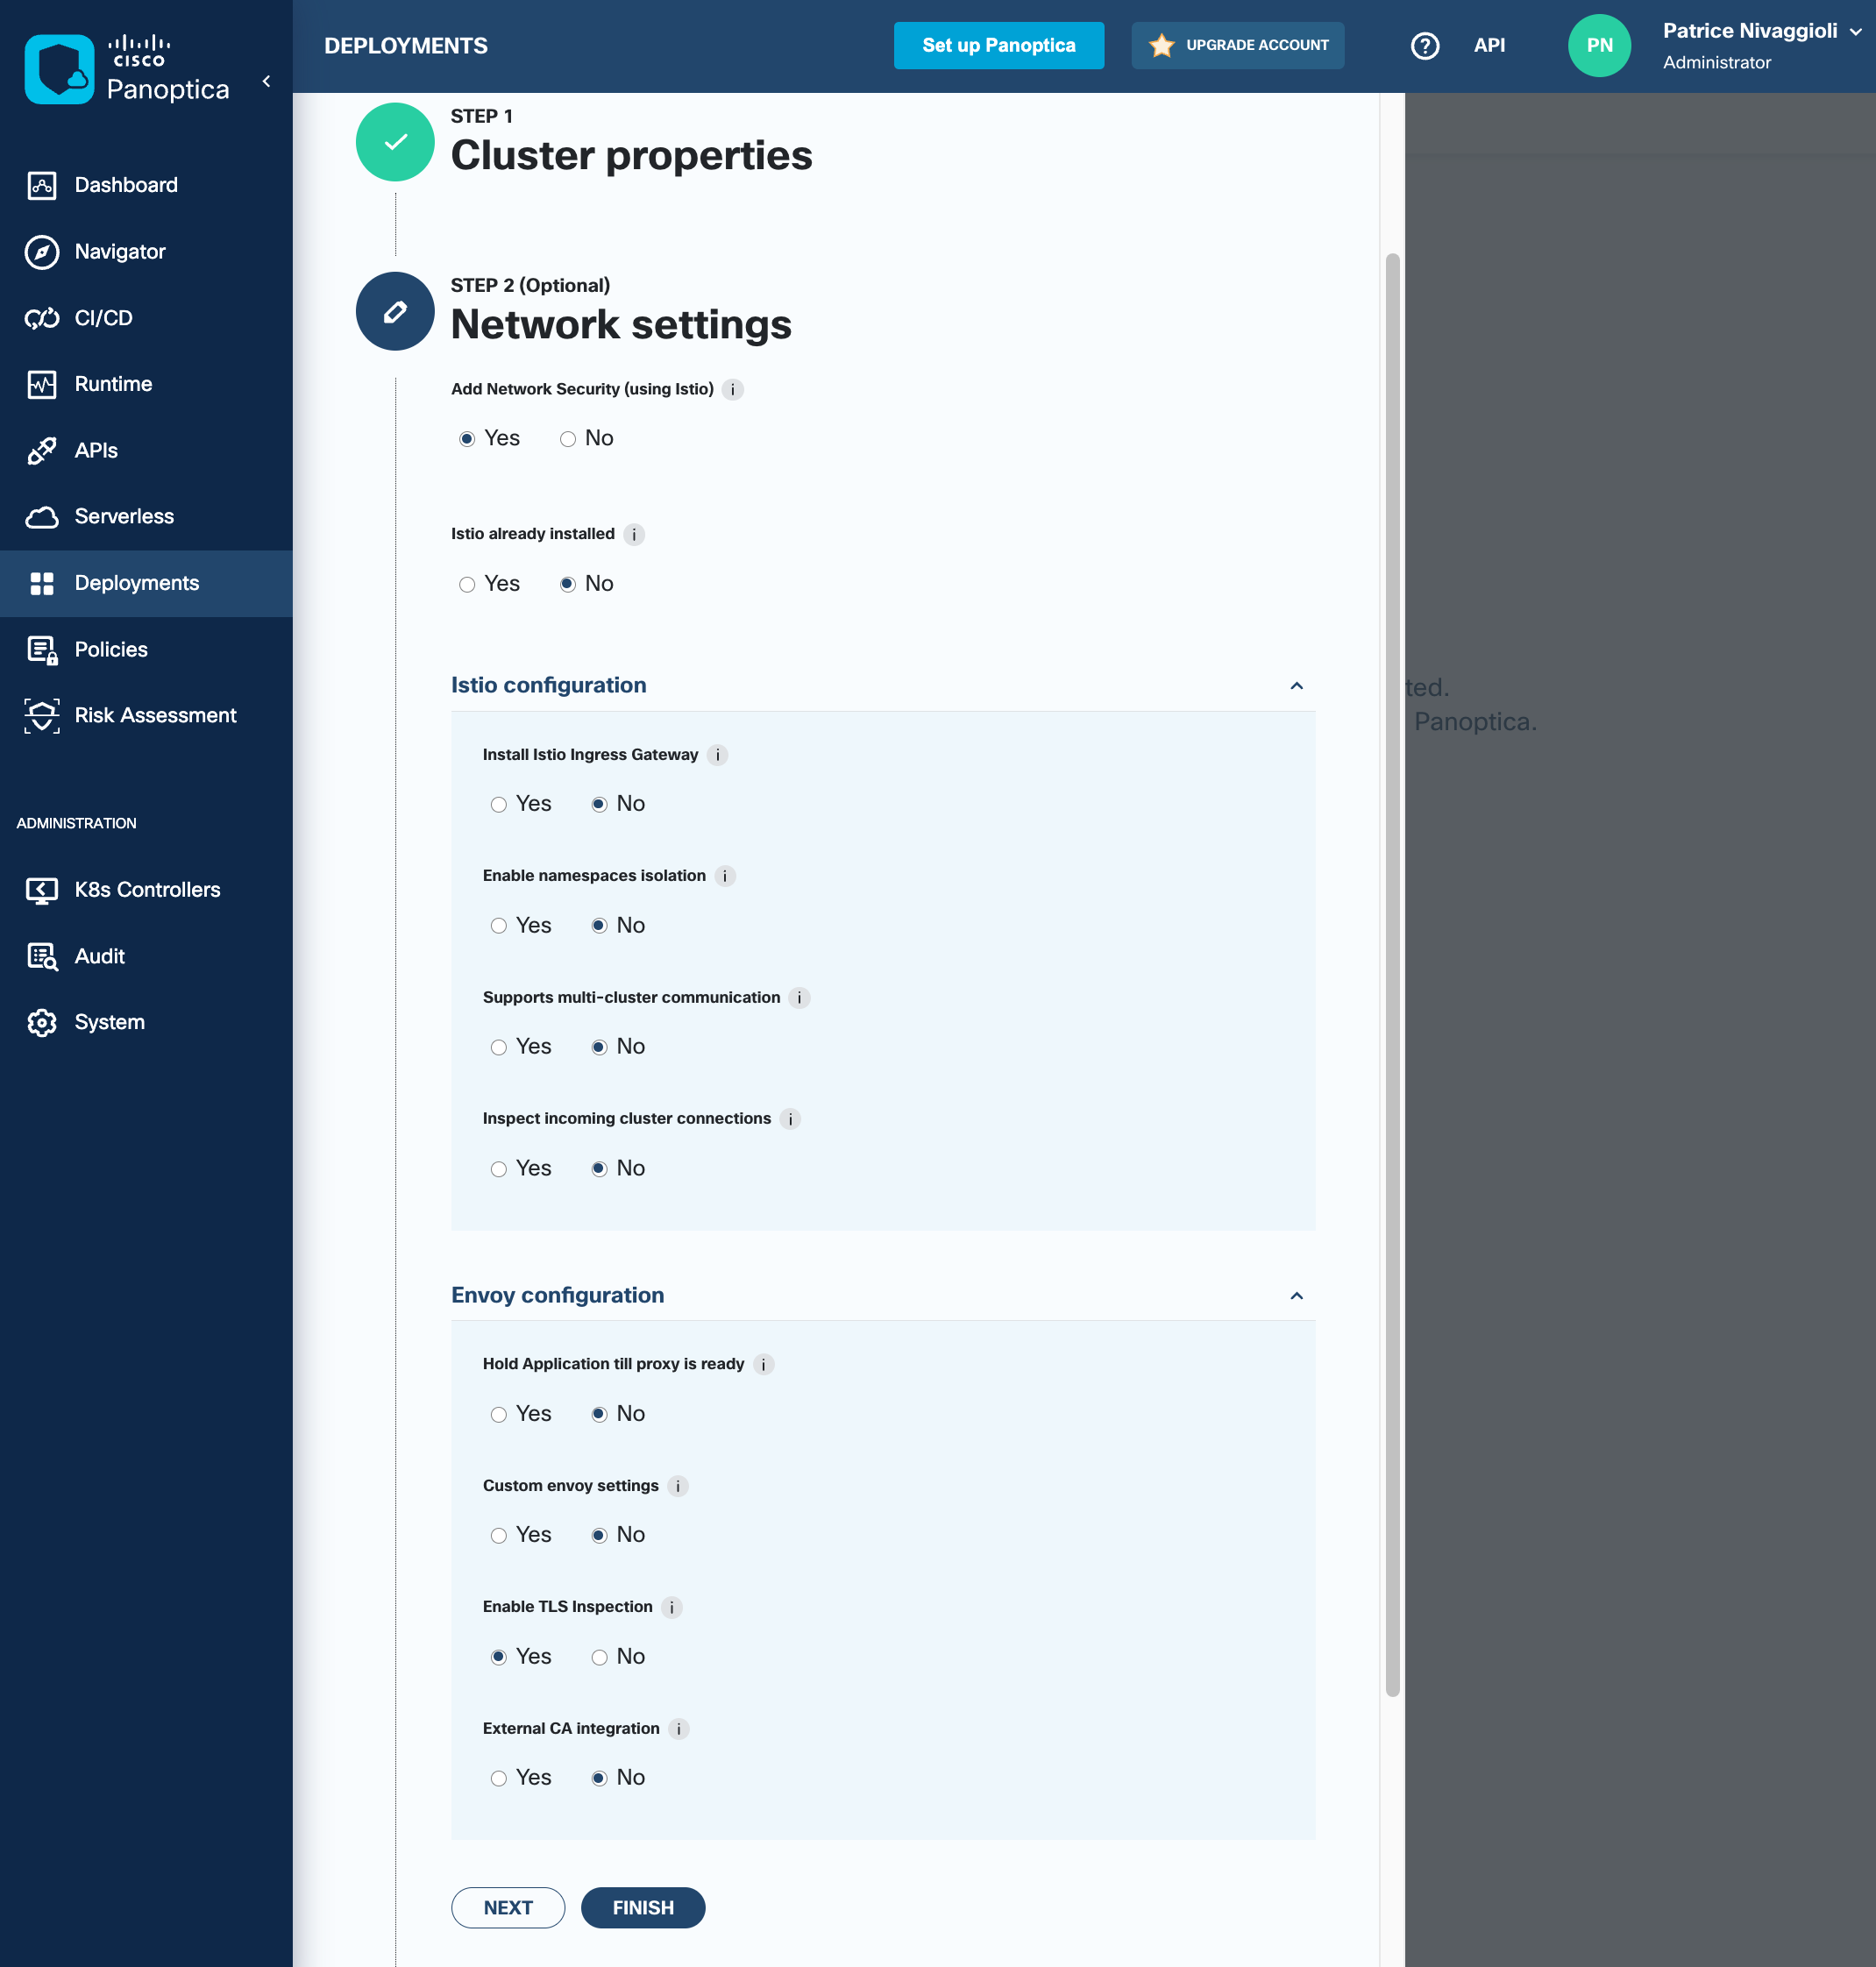 cisco
Panoptica
DEPLOYMENTS
Set up Panoptica
UPGRADE ACCOUNT
?
API
PN
Patrice Nivaggioli
Administrator
Dashboard
Navigator
CI/CD
Runtime
APIs
Serverless
Deployments
Policies
Risk Assessment
ADMINISTRATION
K8s Controllers
Audit
System
STEP 1
Cluster properties
STEP 2 (Optional)
Network settings
Add Network Security (using Istio) i
Yes No
Istio already installed i
Yes No
Istio configuration
Install Istio Ingress Gateway i
Yes No
Enable namespaces isolation i
Yes No
Supports multi-cluster communication i
Yes No
Inspect incoming cluster connections i
Yes No
Envoy configuration
Hold Application till proxy is ready i
Yes No
Custom envoy settings i
Yes No
Enable TLS Inspection i
Yes No
External CA integration i
Yes No
NEXT FINISH
ted.
Panoptica.